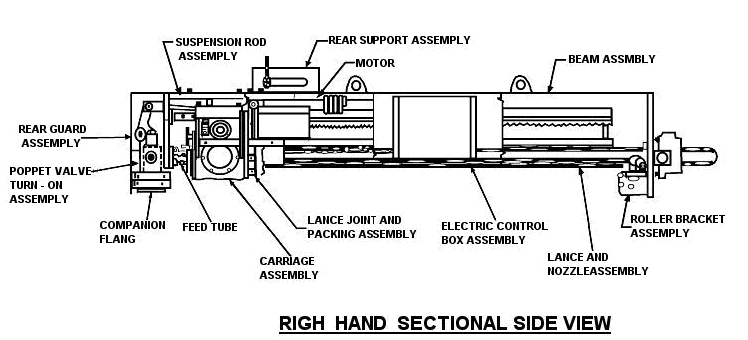 SUSPENSION ROD
ASSEMPLY
REAR SUPPORT ASSEMPLY
MOTOR
BEAM ASSMBLY
REAR GUARD
ASSEMPLY
POPPET VALVE
TURN - ON
ASSEMPLY
COMPANION
FLANG
FEED TUBE
CARRIAGE
ASSEMBLY
LANCE JOINT AND
PACKING ASSEMBLY
ELECTRIC CONTROL
BOX ASSEMBLY
LANCE AND
NOZZLEASSEMBLY
ROLLER BRACKET
ASSEMPLY
RIGH HAND SECTIONAL SIDE VIEW